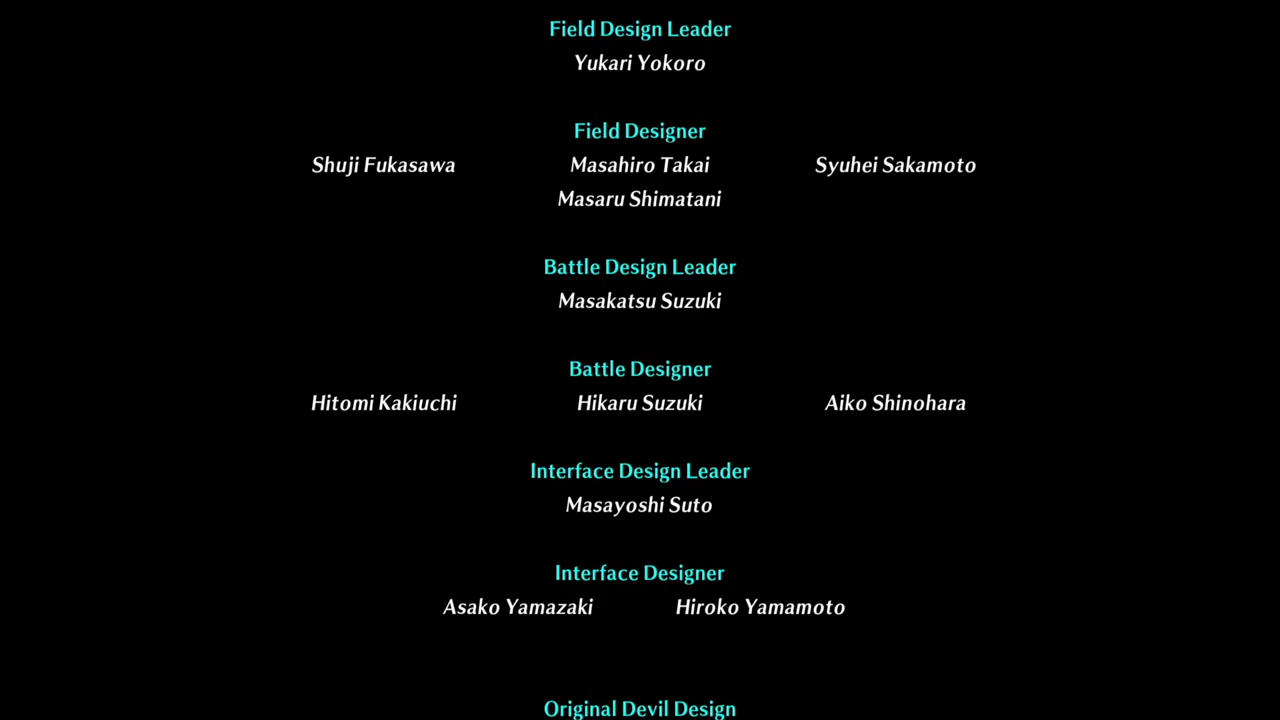 Field Design Leader
Yukari Yokoro
Field Designer
Shuji Fukasawa Masahiro Takai Syuhei Sakamoto
Masaru Shimatani
Battle Design Leader
Masakatsu Suzuki
Battle Designer
Hitomi Kakiuchi Hikaru Suzuki Aiko Shinohara
Interface Design Leader
Masayoshi Suto
Interface Designer
Asako Yamazaki Hiroko Yamamoto
Original Devil Design